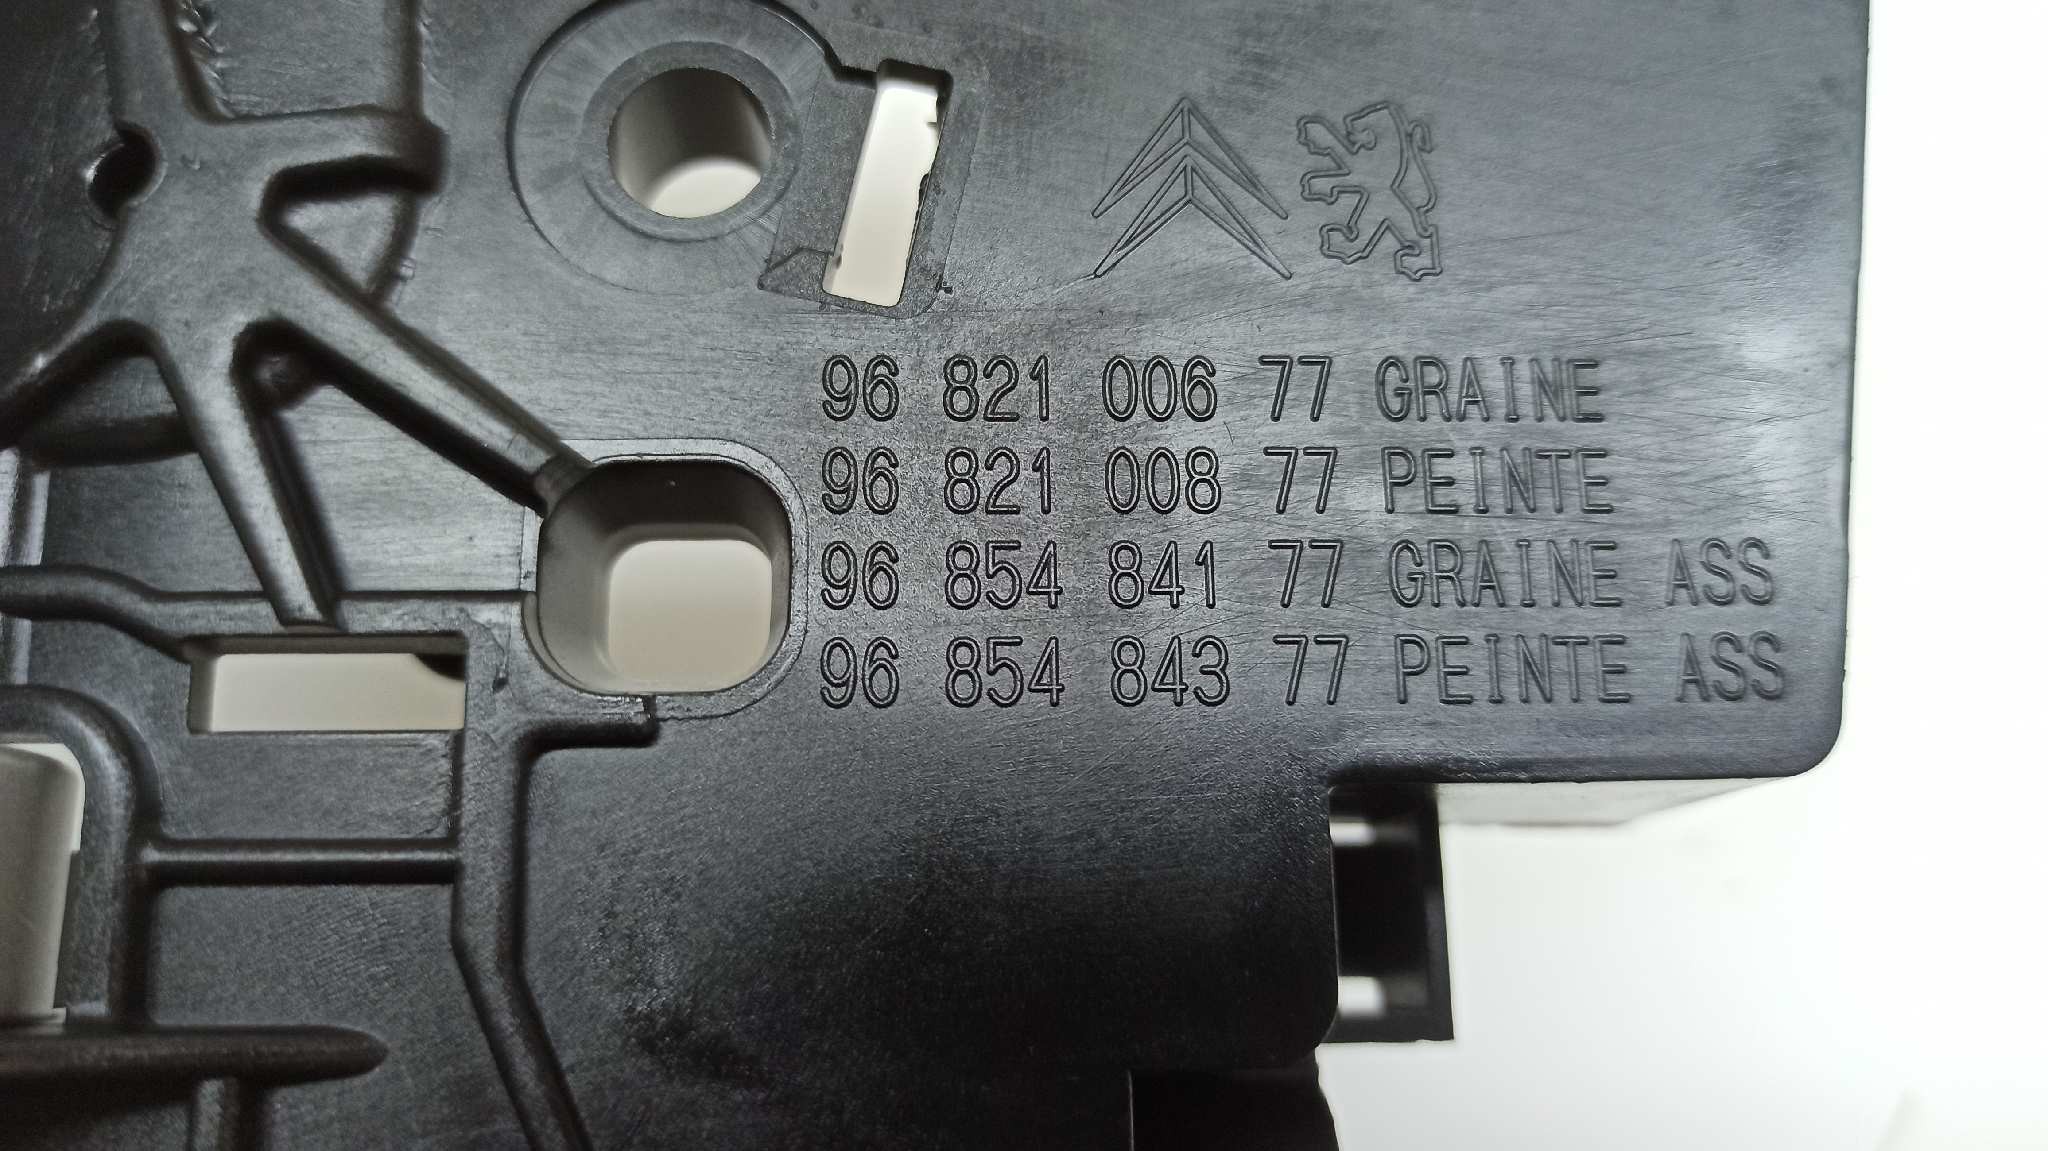 96 821 006 77 GRAINE
96 821 008 77 PEINTE
96 854 841 77 GRAINE ASS
96 854 843 77 PEINTE ASS